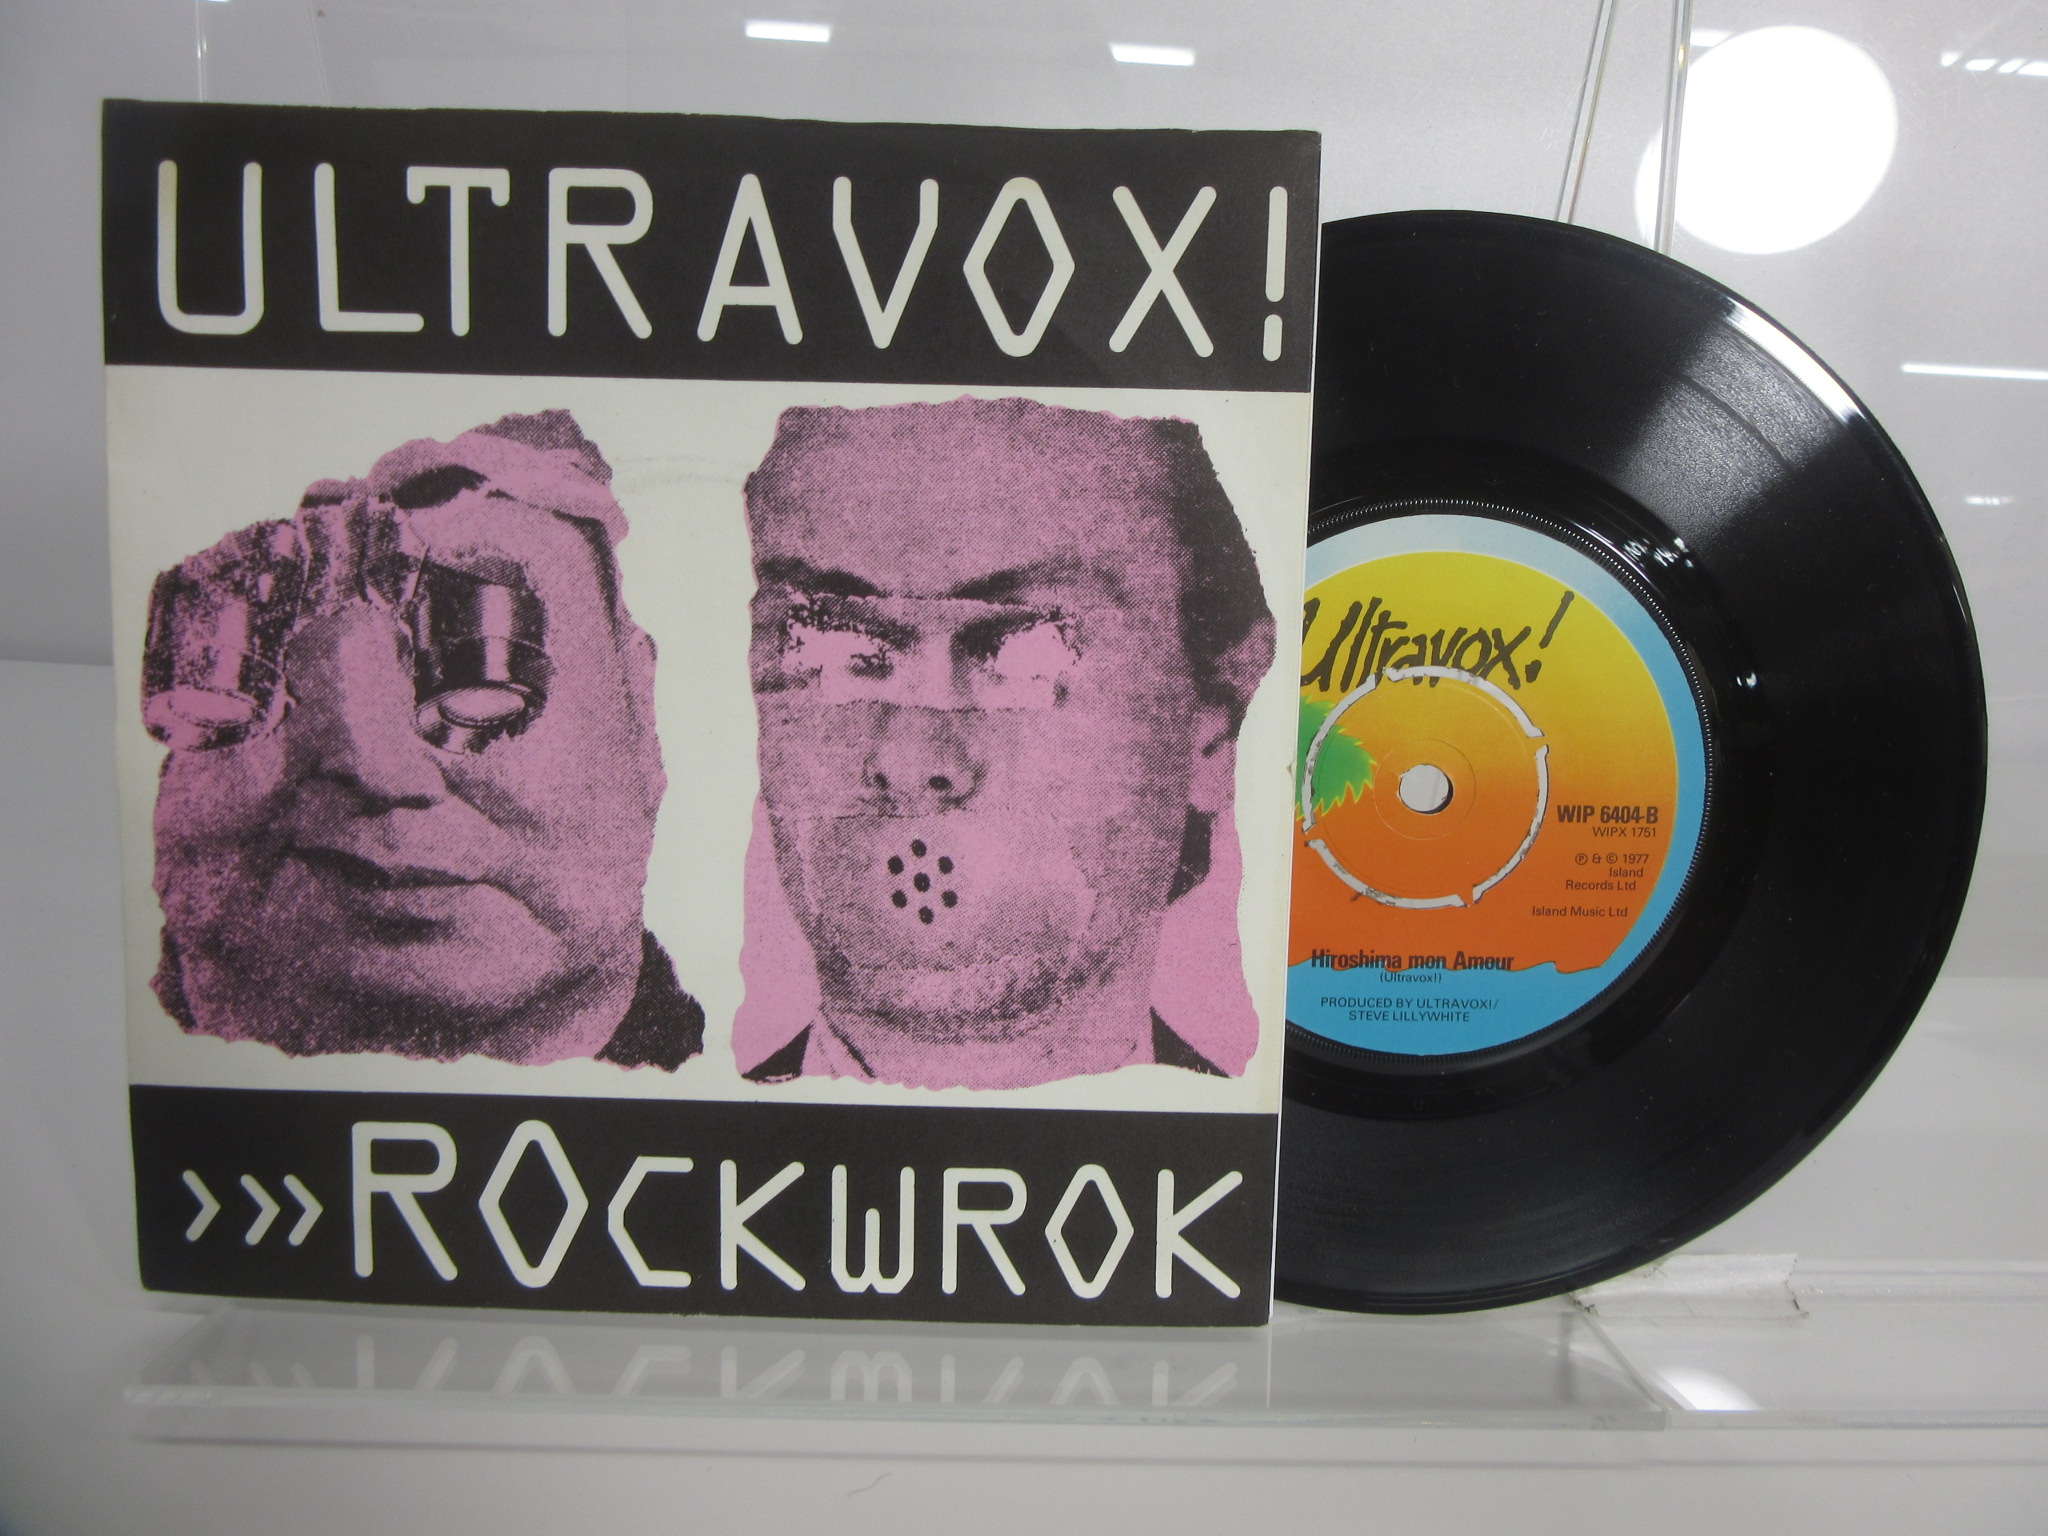 ULTRAVOX!
>>>ROCKWROK
Ultravox!
WIP 6404-B
WIPX 1751
Ⓟ & © 1977
Island
Records Ltd
Island Music Ltd
Hiroshima mon Amour
(Ultravox!)
PRODUCED BY ULTRAVOX!/
STEVE LILLYWHITE